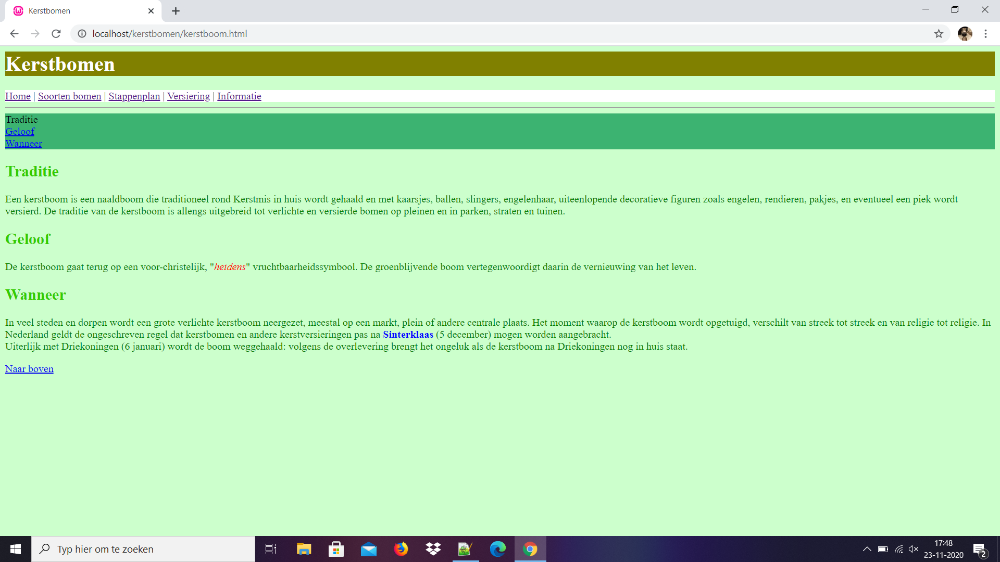 Kerstbomen
localhost/kerstbomen/kerstboom.html
Kerstbomen
Home | Soorten bomen | Stappenplan | Versiering | Informatie
Traditie
Geloof
Wanneer
Traditie
Een kerstboom is een naaldboom die traditioneel rond Kerstmis in huis wordt gehaald en met kaarsjes, ballen, slingers, engelenhaar, uiteenlopende decoratieve figuren zoals engelen, rendieren, pakjes, en eventueel een piek wordt
versierd. De traditie van de kerstboom is allengs uitgebreid tot verlichte en versierde bomen op pleinen en in parken, straten en tuinen.
Geloof
De kerstboom gaat terug op een voor-christelijk, "heidens" vruchtbaarheidssymbool. De groenblijvende boom vertegenwoordigt daarin de vernieuwing van het leven.
Wanneer
In veel steden en dorpen wordt een grote verlichte kerstboom neergezet, meestal op een markt, plein of andere centrale plaats. Het moment waarop de kerstboom wordt opgetuigd, verschilt van streek tot streek en van religie tot religie. In
Nederland geldt de ongeschreven regel dat kerstbomen en andere kerstversieringen pas na Sinterklaas (5 december) mogen worden aangebracht.
Uiterlijk met Driekoningen (6 januari) wordt de boom weggehaald: volgens de overlevering brengt het ongeluk als de kerstboom na Driekoningen nog in huis staat.
Naar boven
Typ hier om te zoeken
17:48
23-11-2020
2